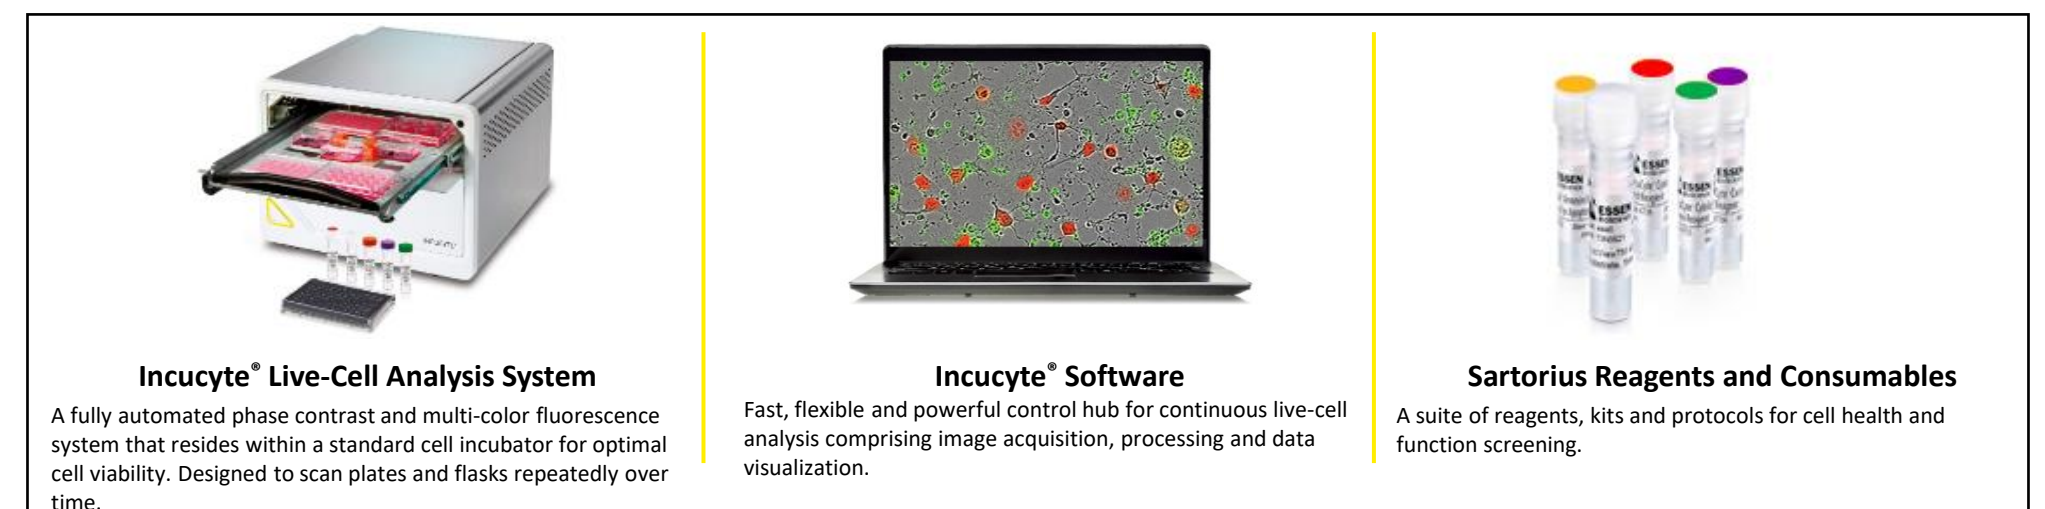 Incucyte® Live-Cell Analysis System
A fully automated phase contrast and multi-color fluorescence
system that resides within a standard cell incubator for optimal
cell viability. Designed to scan plates and flasks repeatedly over
time.
Incucyte® Software
Fast, flexible and powerful control hub for continuous live-cell
analysis comprising image acquisition, processing and data
visualization.
ESSEN
ESSEN
ESSEN
ESSEN
ESSEN
Sartorius Reagents and Consumables
A suite of reagents, kits and protocols for cell health and
function screening.